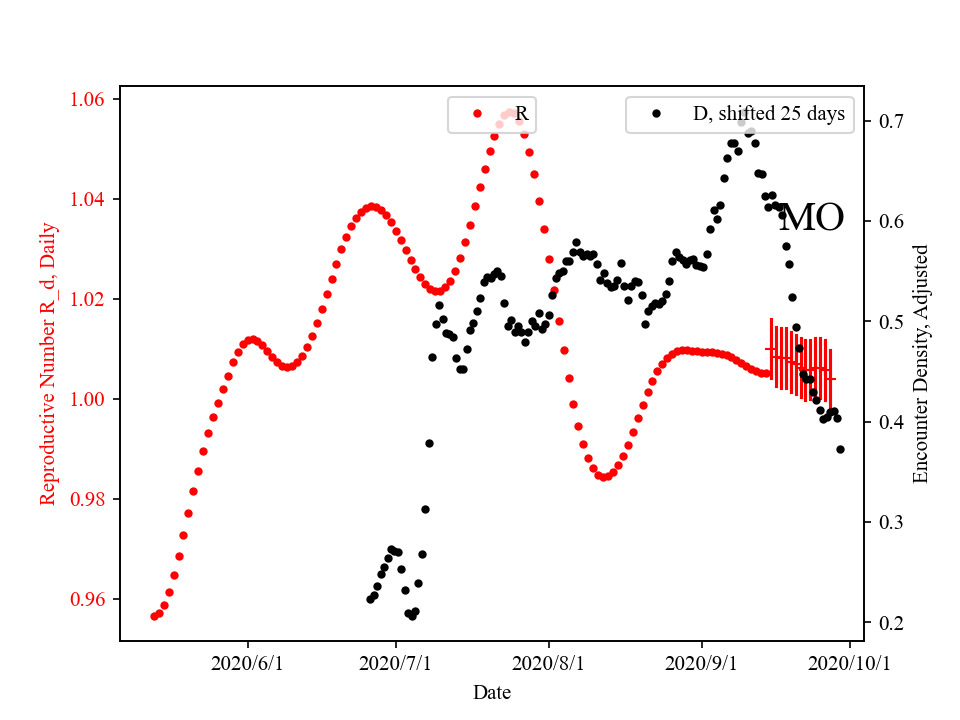 R
D, shifted 25 days
MO
1.06
1.04
1.02
1.00
0.98
0.96
Reproductive Number R_d, Daily
0.7
0.6
0.5
0.4
0.3
0.2
Encounter Density, Adjusted
2020/6/1
2020/7/1
2020/8/1
2020/9/1
2020/10/1
Date